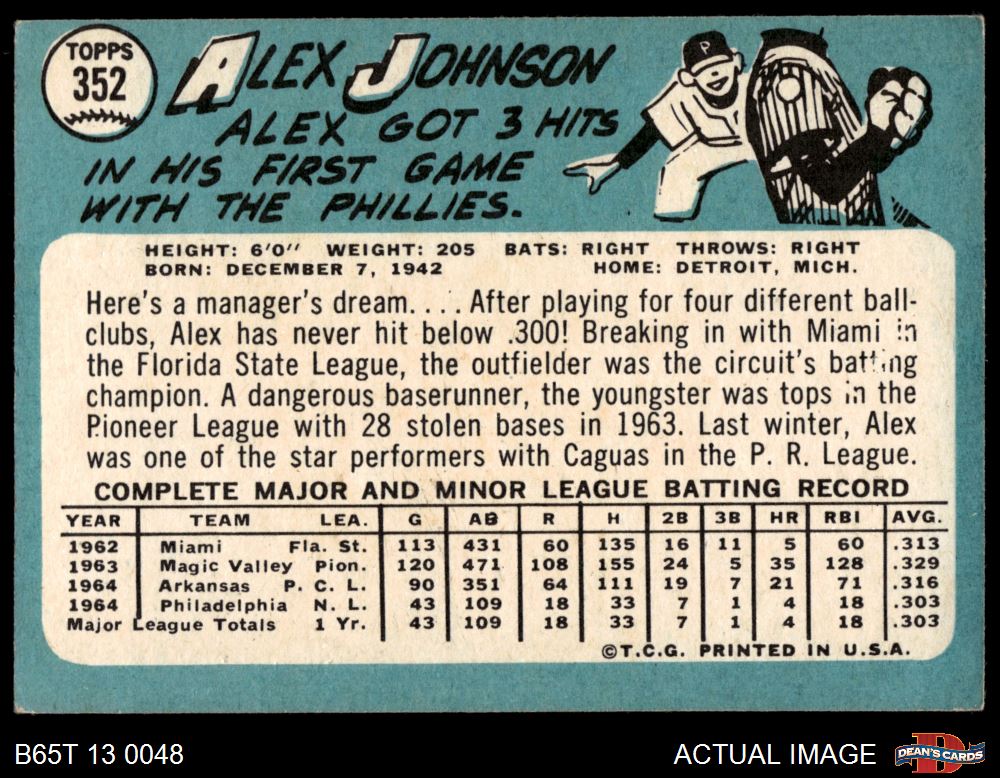 TOPPS
352
ALEX JOHNSON
ALEX GOT 3 HITS
IN HIS FIRST GAME
WITH THE PHILLIES.
P
HEIGHT: 6'0" WEIGHT: 205 BATS: RIGHT THROWS: RIGHT
BORN: DECEMBER 7, 1942 HOME: DETROIT, MICH.
Here's a manager's dream. . . . After playing for four different ball-
clubs, Alex has never hit below .300! Breaking in with Miami in
the Florida State League, the outfielder was the circuit's batting
champion. A dangerous baserunner, the youngster was tops in the
Pioneer League with 28 stolen bases in 1963. Last winter, Alex
was one of the star performers with Caguas in the P. R. League.
COMPLETE MAJOR AND MINOR LEAGUE BATTING RECORD
YEAR TEAM LEA. G AB R H 2B 3B HR RBI AVG.
1962 Miami Fla. St. 113 431 60 135 16 11 5 60 .313
1963 Magic Valley Pion. 120 471 108 155 24 5 35 128 .329
1964 Arkansas P. C. L. 90 351 64 111 19 7 21 71 .316
1964 Philadelphia N. L. 43 109 18 33 7 1 4 18 .303
Major League Totals 1 Yr. 43 109 18 33 7 1 4 18 .303
©T.C.G. PRINTED IN U.S.A.
B65T 13 0048 ACTUAL IMAGE DEAN'S CARDS